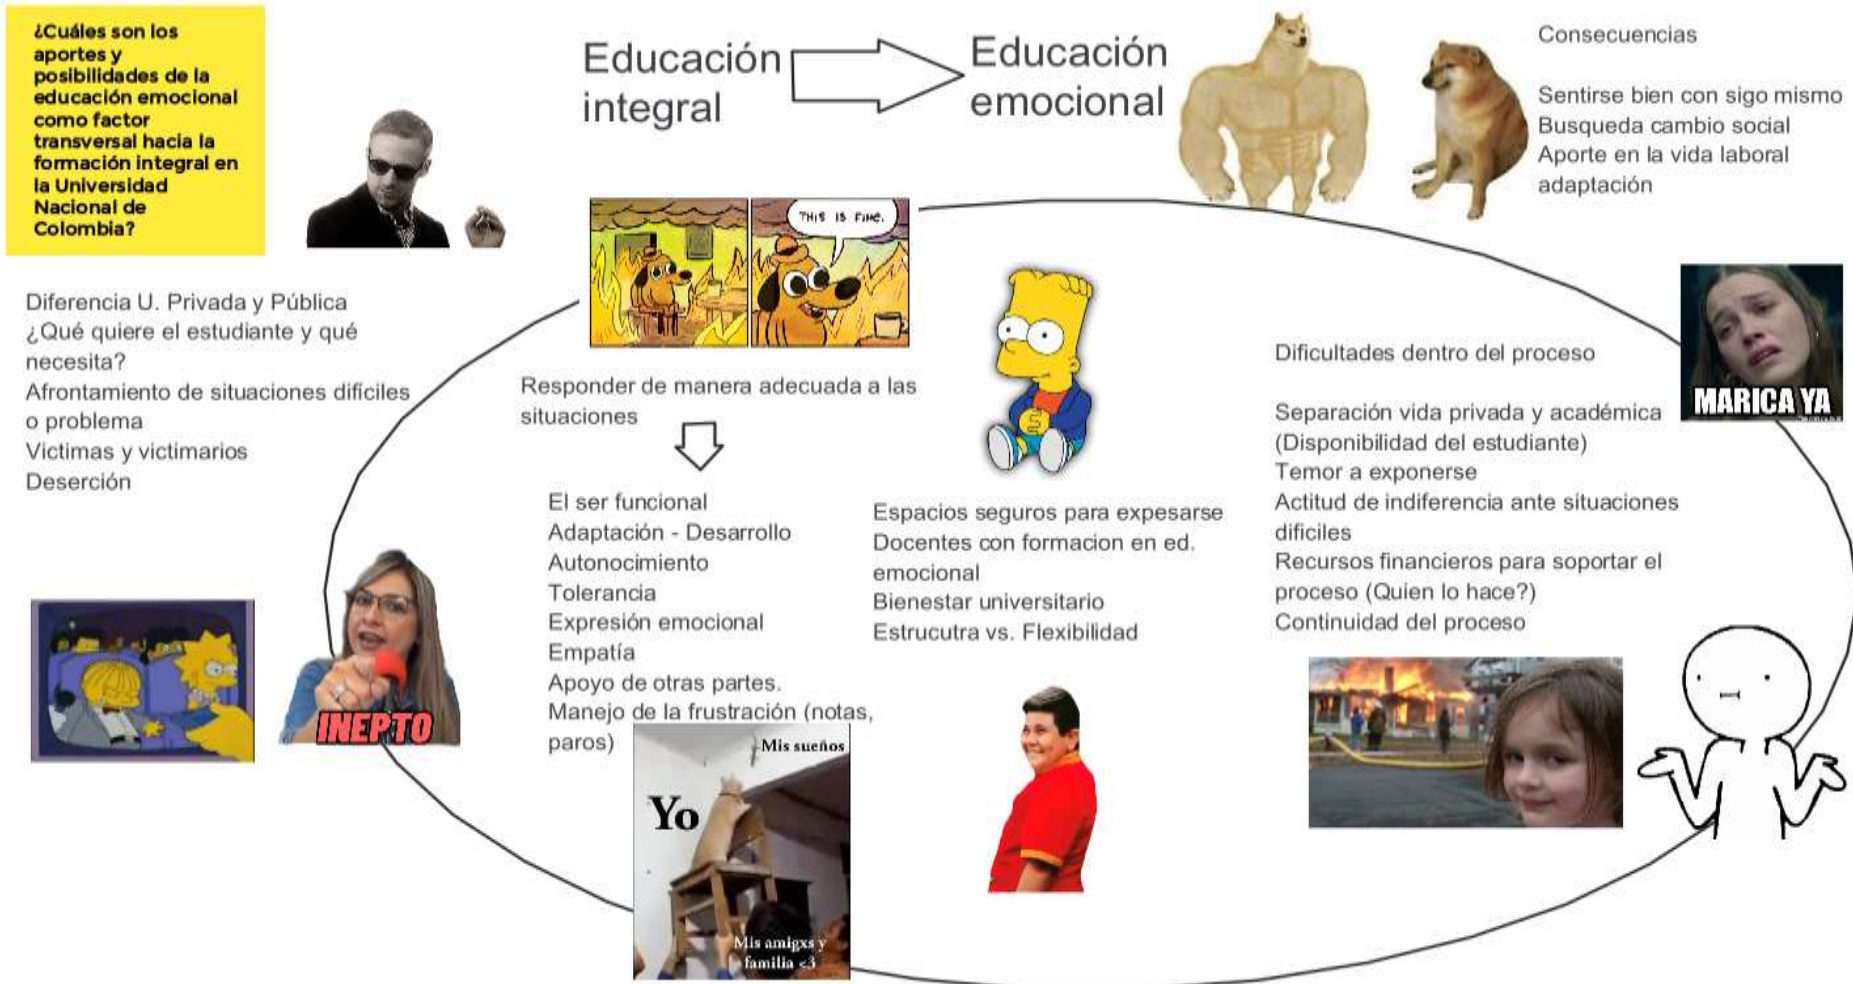 ¿Cuáles son los
aportes y
posibilidades de la
educación emocional
como factor
transversal hacia la
formación integral en
la Universidad
Nacional de
Colombia?
Educación
integral
Educación
emocional
Consecuencias
Sentirse bien con sigo mismo
Busqueda cambio social
Aporte en la vida laboral
adaptación
THIS IS FINE.
Diferencia U. Privada y Pública
¿Qué quiere el estudiante y qué
necesita?
Afrontamiento de situaciones difíciles
o problema
Victimas y victimarios
Deserción
Responder de manera adecuada a las
situaciones
El ser funcional
Adaptación - Desarrollo
Autonocimiento
Tolerancia
Expresión emocional
Empatía
Apoyo de otras partes.
Manejo de la frustración (notas,
paros)
Espacios seguros para expesarse
Docentes con formacion en ed.
emocional
Bienestar universitario
Estrucutra vs. Flexibilidad
Dificultades dentro del proceso
Separación vida privada y académica
(Disponibilidad del estudiante)
Temor a exponerse
Actitud de indiferencia ante situaciones
dificiles
Recursos financieros para soportar el
proceso (Quien lo hace?)
Continuidad del proceso
MARICA YA
INEPTO
Mis sueños
Yo
Mis amigxs y
familia <3